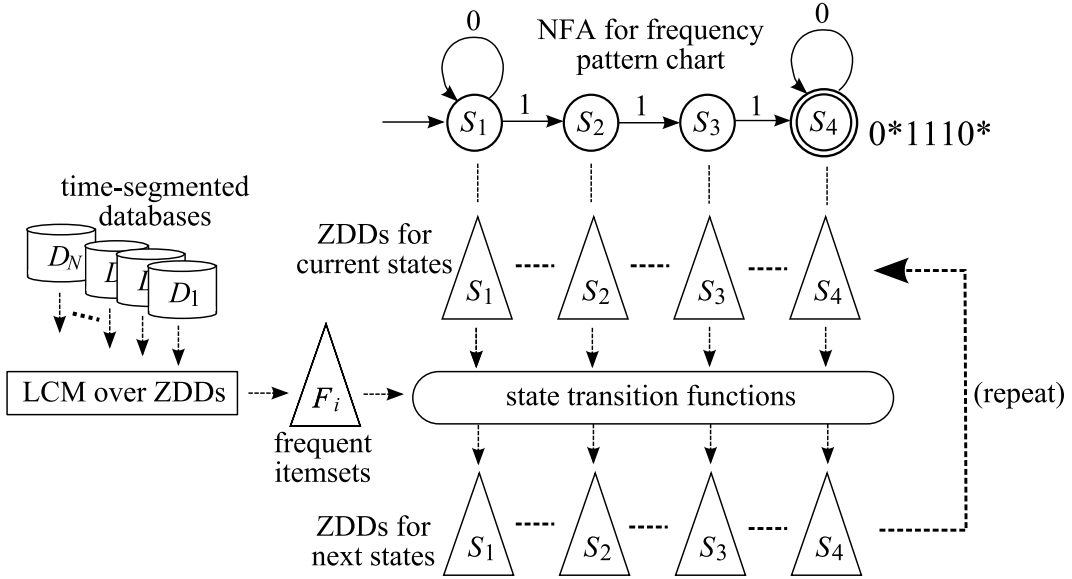 0
0
NFA for frequency
pattern chart
1
1
1
S1
S2
S3
S4
0*1110*
time-segmented
databases
DN
D1
ZDDs for
current states
S1
S2
S3
S4
LCM over ZDDs
Fi
frequent
itemsets
state transition functions
(repeat)
ZDDs for
next states
S1
S2
S3
S4